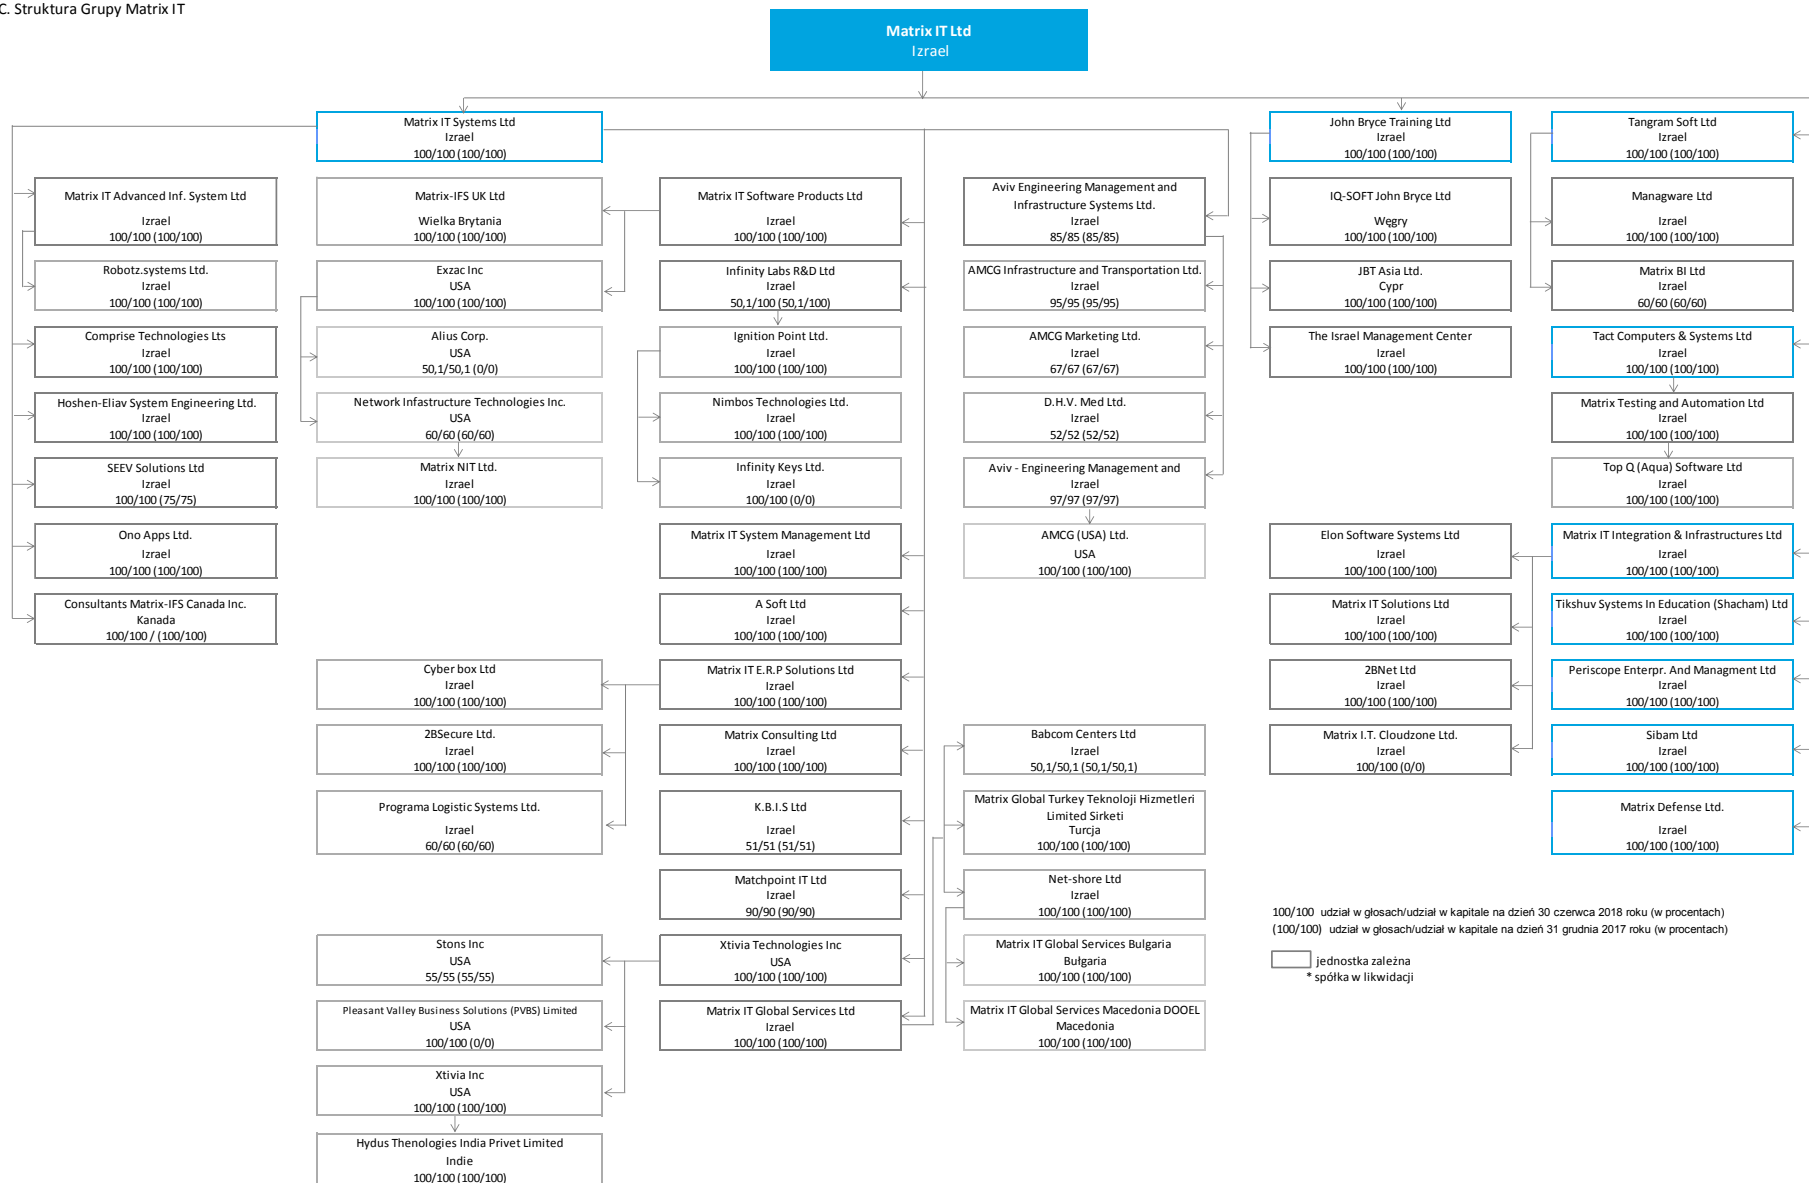 C. Struktura Grupy Matrix IT
Matrix IT Ltd
Izrael
Matrix IT Systems Ltd
Izrael
100/100 (100/100)
John Bryce Training Ltd
Izrael
100/100 (100/100)
Tangram Soft Ltd
Izrael
100/100 (100/100)
Matrix IT Advanced Inf. System Ltd
Izrael
100/100 (100/100)
Matrix-IFS UK Ltd
Wielka Brytania
100/100 (100/100)
Matrix IT Software Products Ltd
Izrael
100/100 (100/100)
Aviv Engineering Management and
Infrastructure Systems Ltd.
Izrael
85/85 (85/85)
IQ-SOFT John Bryce Ltd
Węgry
100/100 (100/100)
Managware Ltd
Izrael
100/100 (100/100)
Robotz.systems Ltd.
Izrael
100/100 (100/100)
Exzac Inc
USA
100/100 (100/100)
Infinity Labs R&D Ltd
Izrael
50,1/100 (50,1/100)
AMCG Infrastructure and Transportation Ltd.
Izrael
95/95 (95/95)
JBT Asia Ltd.
Cypr
100/100 (100/100)
Matrix BI Ltd
Izrael
60/60 (60/60)
Comprise Technologies Lts
Izrael
100/100 (100/100)
Alius Corp.
USA
50,1/50,1 (0/0)
Ignition Point Ltd.
Izrael
100/100 (100/100)
AMCG Marketing Ltd.
Izrael
67/67 (67/67)
The Israel Management Center
Izrael
100/100 (100/100)
Tact Computers & Systems Ltd
Izrael
100/100 (100/100)
Hoshen-Eliav System Engineering Ltd.
Izrael
100/100 (100/100)
Network Infastructure Technologies Inc.
USA
60/60 (60/60)
Nimbos Technologies Ltd.
Izrael
100/100 (100/100)
D.H.V. Med Ltd.
Izrael
52/52 (52/52)
Matrix Testing and Automation Ltd
Izrael
100/100 (100/100)
SEEV Solutions Ltd
Izrael
100/100 (75/75)
Matrix NIT Ltd.
Izrael
100/100 (100/100)
Infinity Keys Ltd.
Izrael
100/100 (0/0)
Aviv - Engineering Management and
Izrael
97/97 (97/97)
Top Q (Aqua) Software Ltd
Izrael
100/100 (100/100)
Ono Apps Ltd.
Izrael
100/100 (100/100)
Matrix IT System Management Ltd
Izrael
100/100 (100/100)
AMCG (USA) Ltd.
USA
100/100 (100/100)
Elon Software Systems Ltd
Izrael
100/100 (100/100)
Matrix IT Integration & Infrastructures Ltd
Izrael
100/100 (100/100)
Consultants Matrix-IFS Canada Inc.
Kanada
100/100 / (100/100)
A Soft Ltd
Izrael
100/100 (100/100)
Matrix IT Solutions Ltd
Izrael
100/100 (100/100)
Tikshuv Systems In Education (Shacham) Ltd
Izrael
100/100 (100/100)
Cyber box Ltd
Izrael
100/100 (100/100)
Matrix IT E.R.P Solutions Ltd
Izrael
100/100 (100/100)
2BNet Ltd
Izrael
100/100 (100/100)
Periscope Enterpr. And Managment Ltd
Izrael
100/100 (100/100)
2BSecure Ltd.
Izrael
100/100 (100/100)
Matrix Consulting Ltd
Izrael
100/100 (100/100)
Babcom Centers Ltd
Izrael
50,1/50,1 (50,1/50,1)
Matrix I.T. Cloudzone Ltd.
Izrael
100/100 (0/0)
Sibam Ltd
Izrael
100/100 (100/100)
Programa Logistic Systems Ltd.
Izrael
60/60 (60/60)
K.B.I.S Ltd
Izrael
51/51 (51/51)
Matrix Global Turkey Teknoloji Hizmetleri
Limited Sirketi
Turcja
100/100 (100/100)
Matrix Defense Ltd.
Izrael
100/100 (100/100)
Matchpoint IT Ltd
Izrael
90/90 (90/90)
Net-shore Ltd
Izrael
100/100 (100/100)
100/100 udział w głosach/udział w kapitale na dzień 30 czerwca 2018 roku (w procentach)
(100/100) udział w głosach/udział w kapitale na dzień 31 grudnia 2017 roku (w procentach)
Stons Inc
USA
55/55 (55/55)
Xtivia Technologies Inc
USA
100/100 (100/100)
Matrix IT Global Services Bulgaria
Bułgaria
100/100 (100/100)
jednostka zależna
* spółka w likwidacji
Pleasant Valley Business Solutions (PVBS) Limited
USA
100/100 (0/0)
Matrix IT Global Services Ltd
Izrael
100/100 (100/100)
Matrix IT Global Services Macedonia DOOEL
Macedonia
100/100 (100/100)
Xtivia Inc
USA
100/100 (100/100)
Hydus Thenologies India Privet Limited
Indie
100/100 (100/100)